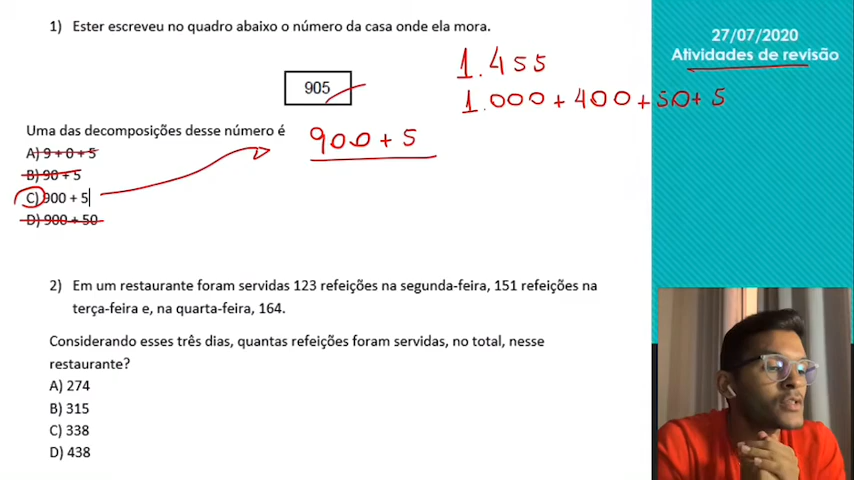 1) Ester escreveu no quadro abaixo o número da casa onde ela mora.
905
Uma das decomposições desse número é
A) 9 + 0 + 5
B) 90 + 5
C) 900 + 5
D) 900 + 50
900 + 5
1.455
1.000 + 400 + 50 + 5
27/07/2020
Atividades de revisão
2) Em um restaurante foram servidas 123 refeições na segunda-feira, 151 refeições na
terça-feira e, na quarta-feira, 164.
Considerando esses três dias, quantas refeições foram servidas, no total, nesse
restaurante?
A) 274
B) 315
C) 338
D) 438